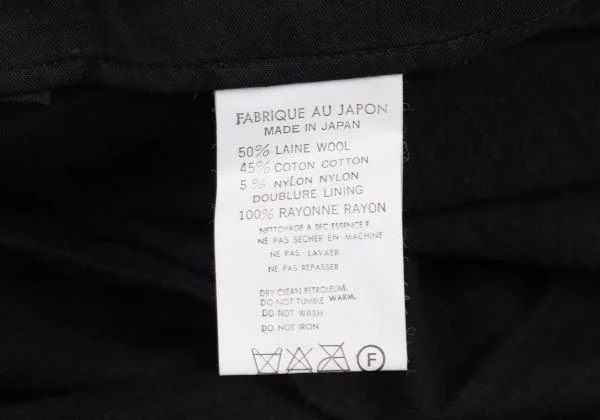 FABRIQUE AU JAPON
MADE IN JAPAN
50% LAINE WOOL
45% COTON COTTON
5% NYLON NYLON
DOUBLURE LINING
100% RAYONNE RAYON
NETTOYAGE A SEC ESSENCE F.
NE PAS SECHER EN MACHINE
NE PAS LAVAER
NE PAS REPASSER
DRY CLEAN PETROLEUM.
DO NOT TUMBLE WARM.
DO NOT WASH
DO NOT IRON
F